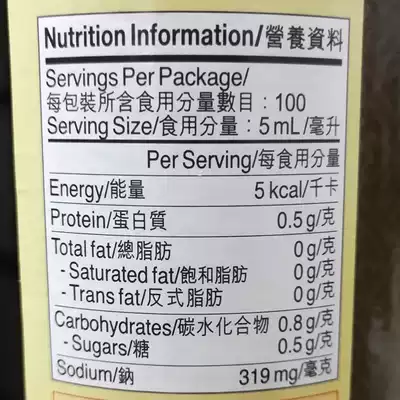 Nutrition Information/營養資料
Servings Per Package/
每包裝所含食用分量數目：100
Serving Size/食用分量：5 mL/毫升
Per Serving/每食用分量
Energy/能量 5 kcal/千卡
Protein/蛋白質 0.5 g/克
Total fat/總脂肪 0 g/克
- Saturated fat/飽和脂肪 0 g/克
- Trans fat/反式脂肪 0 g/克
Carbohydrates/碳水化合物 0.8 g/克
- Sugars/糖 0.5 g/克
Sodium/鈉 319 mg/毫克